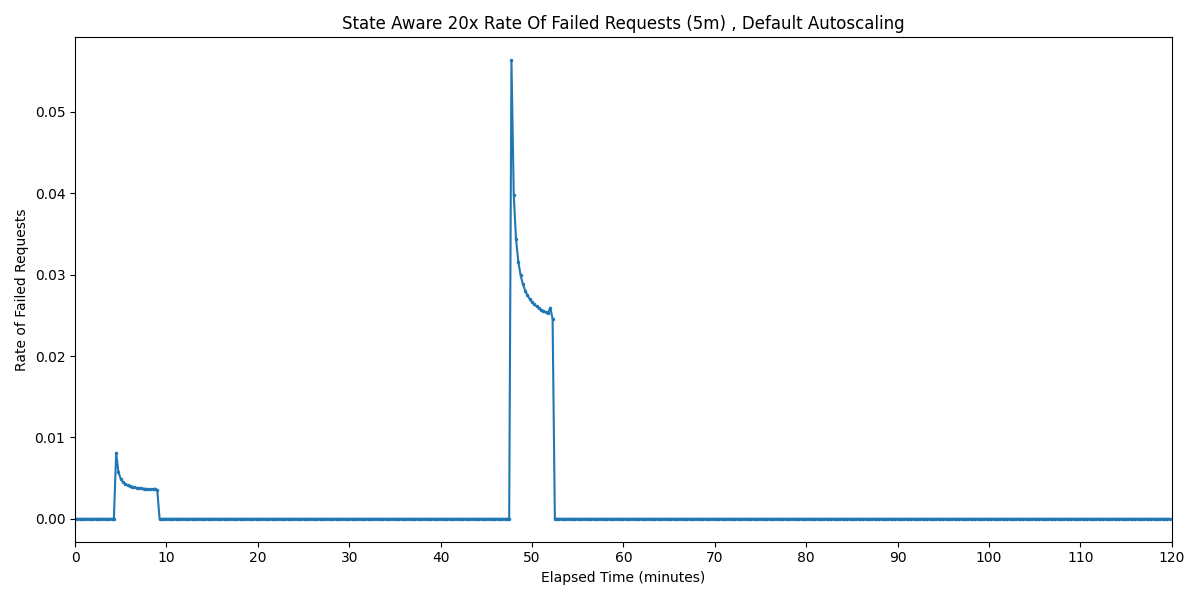 State Aware 20x Rate Of Failed Requests (5m) , Default Autoscaling
Rate of Failed Requests
0.05
0.04
0.03
0.02
0.01
0.00
0 10 20 30 40 50 60 70 80 90 100 110 120
Elapsed Time (minutes)